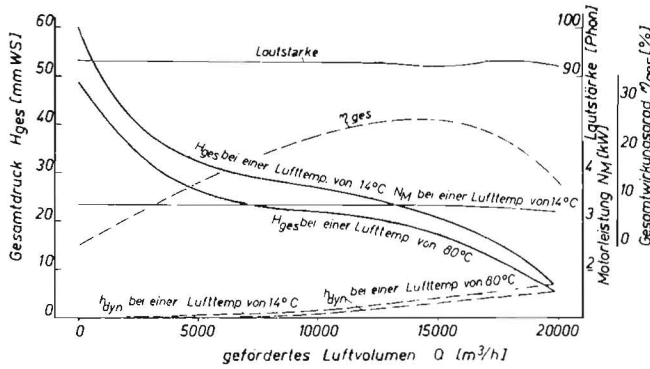 Gesamtdruck Hges [mm WS]
60
50
40
30
20
10
0
Lautstärke
ηges
Hges bei einer Lufttemp. von 14°C
NM bei einer Lufttemp von 14°C
Hges bei einer Lufttemp von 80°C
hdyn bei einer Lufttemp von 14°C
hdyn bei einer Lufttemp von 80°C
0 5000 10000 15000 20000
gefördertes Luftvolumen Q [m³/h]
100
90
Lautstärke [Phon]
4
3
2
Motorleistung NM [kW]
30
20
10
0
Gesamtwirkungsgrad ηges [%]